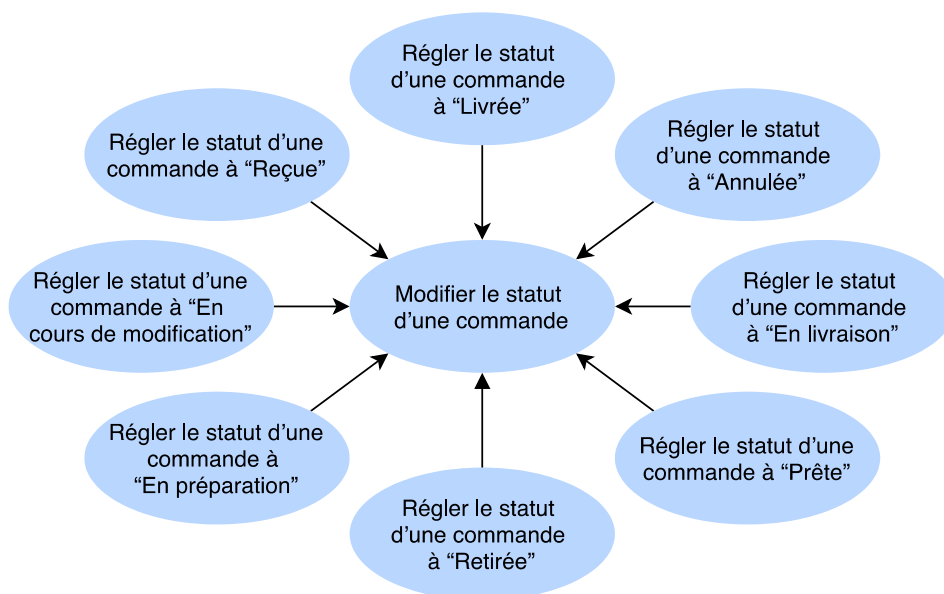 Régler le statut
d’une commande
à “Livrée”
Régler le statut d’une
commande à “Reçue”
Régler le statut
d’une commande
à “Annulée”
Régler le statut d’une
commande à “En
cours de modification”
Modifier le statut
d’une commande
Régler le statut
d’une commande
à “En livraison”
Régler le statut d’une
commande à
“En préparation”
Régler le statut d’une
commande à “Prête”
Régler le statut
d’une commande
à “Retirée”